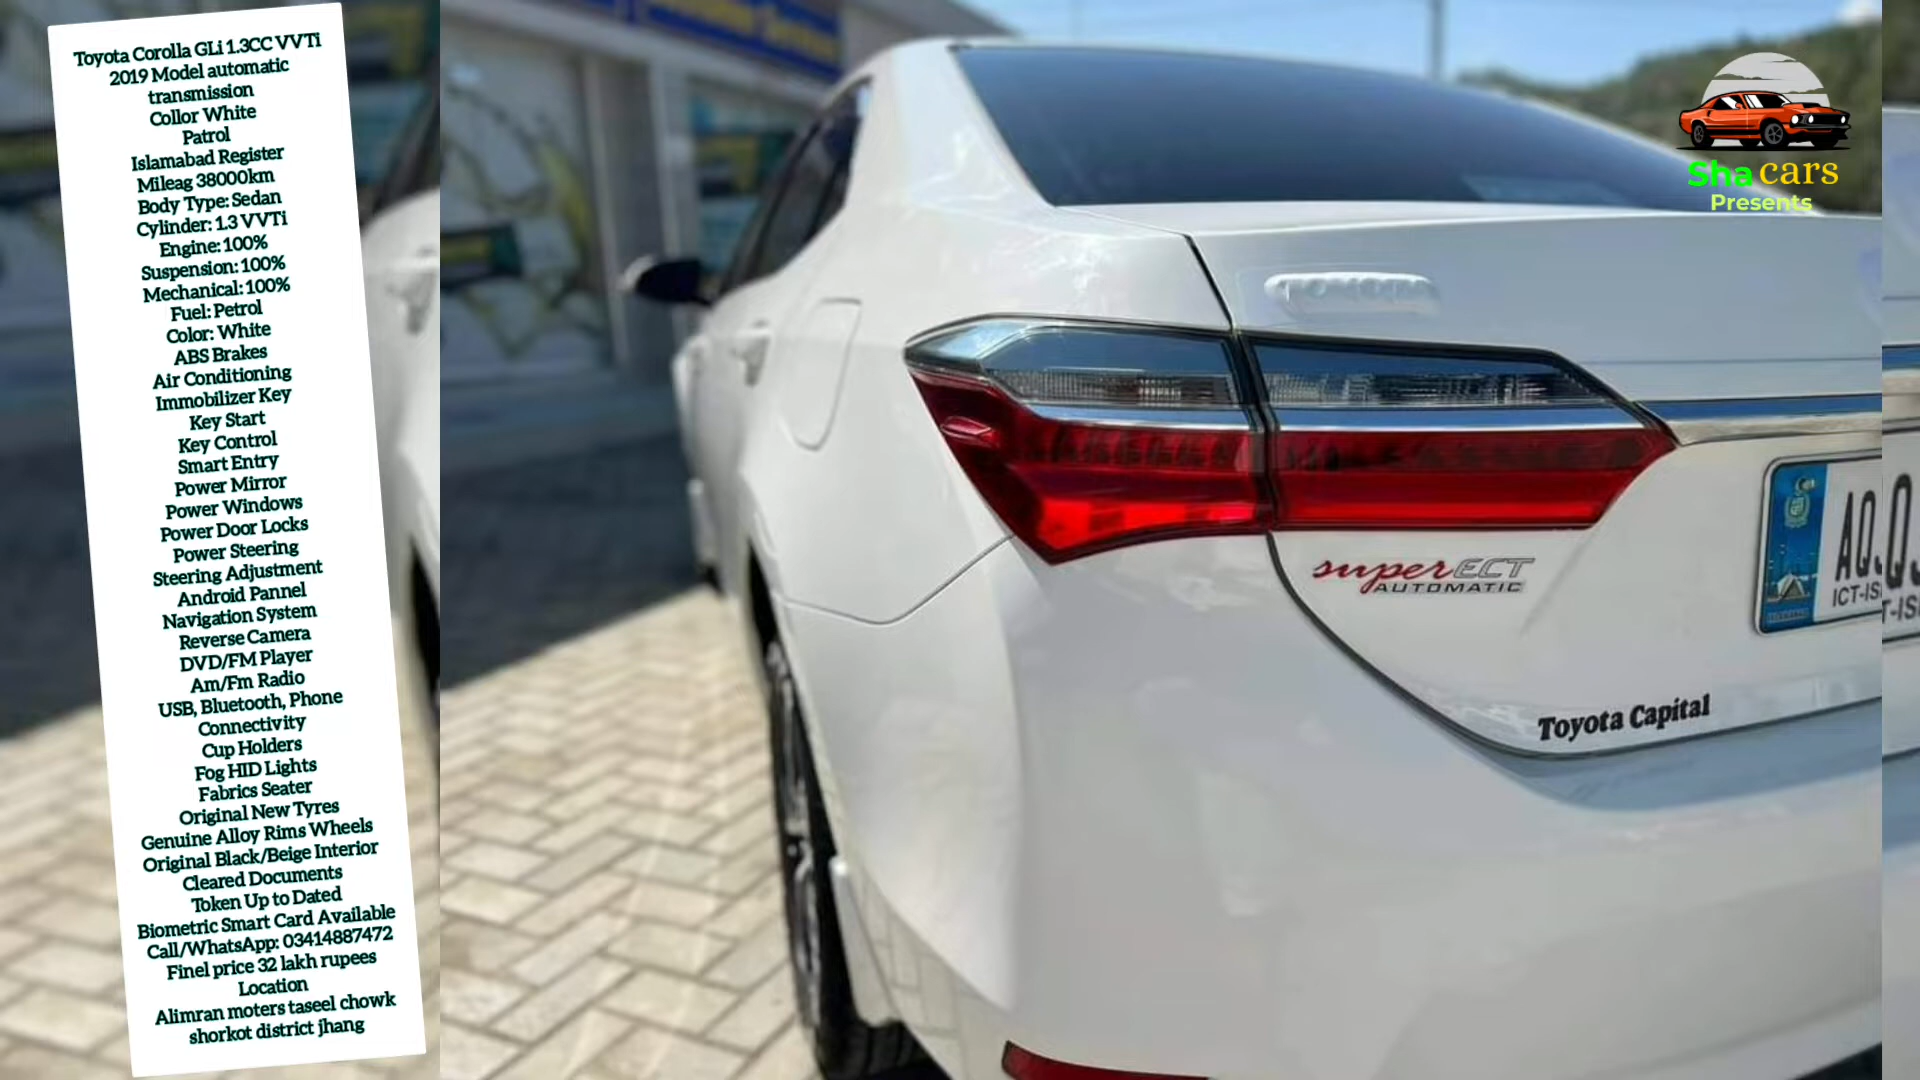 Toyota Corolla GLi 1.3CC VVTi
2019 Model automatic
transmission
Collor White
Patrol
Islamabad Register
Mileag 38000km
Body Type: Sedan
Cylinder: 1.3 VVTi
Engine: 100%
Suspension: 100%
Mechanical: 100%
Fuel: Petrol
Color: White
ABS Brakes
Air Conditioning
Immobilizer Key
Key Start
Key Control
Smart Entry
Power Mirror
Power Windows
Power Door Locks
Power Steering
Steering Adjustment
Android Pannel
Navigation System
Reverse Camera
DVD/FM Player
Am/Fm Radio
USB, Bluetooth, Phone
Connectivity
Cup Holders
Fog HID Lights
Fabrics Seater
Original New Tyres
Genuine Alloy Rims Wheels
Original Black/Beige Interior
Cleared Documents
Token Up to Dated
Biometric Smart Card Available
Call/WhatsApp: 03414887472
Finel price 32 lakh rupees
Location
Alimran moters taseel chowk
shorkot district jhang
Sha cars
Presents
TOYOTA
super ECT
AUTOMATIC
Toyota Capital